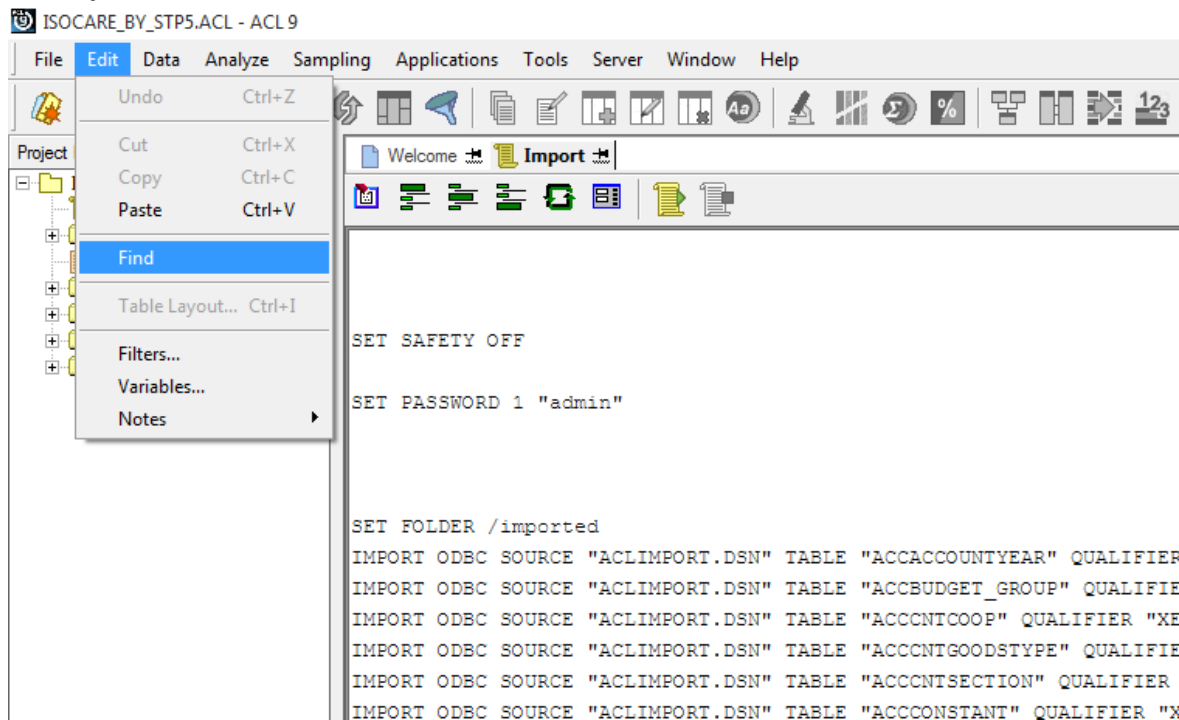 ISOCARE_BY_STP5.ACL - ACL 9
File Edit Data Analyze Sampling Applications Tools Server Window Help
Undo Ctrl+Z
Cut Ctrl+X
Copy Ctrl+C
Paste Ctrl+V
Find
Table Layout... Ctrl+I
Filters...
Variables...
Notes
Aa
%
123
Project
Welcome Import
SET SAFETY OFF
SET PASSWORD 1 "admin"
SET FOLDER /imported
IMPORT ODBC SOURCE "ACLIMPORT.DSN" TABLE "ACCACCOUNTYEAR" QUALIFIER
IMPORT ODBC SOURCE "ACLIMPORT.DSN" TABLE "ACCBUDGET_GROUP" QUALIFIE
IMPORT ODBC SOURCE "ACLIMPORT.DSN" TABLE "ACCCNTCOOP" QUALIFIER "XE
IMPORT ODBC SOURCE "ACLIMPORT.DSN" TABLE "ACCCNTGOODSTYPE" QUALIFIE
IMPORT ODBC SOURCE "ACLIMPORT.DSN" TABLE "ACCCNTSECTION" QUALIFIER
IMPORT ODBC SOURCE "ACLIMPORT.DSN" TABLE "ACCCONSTANT" QUALIFIER "X